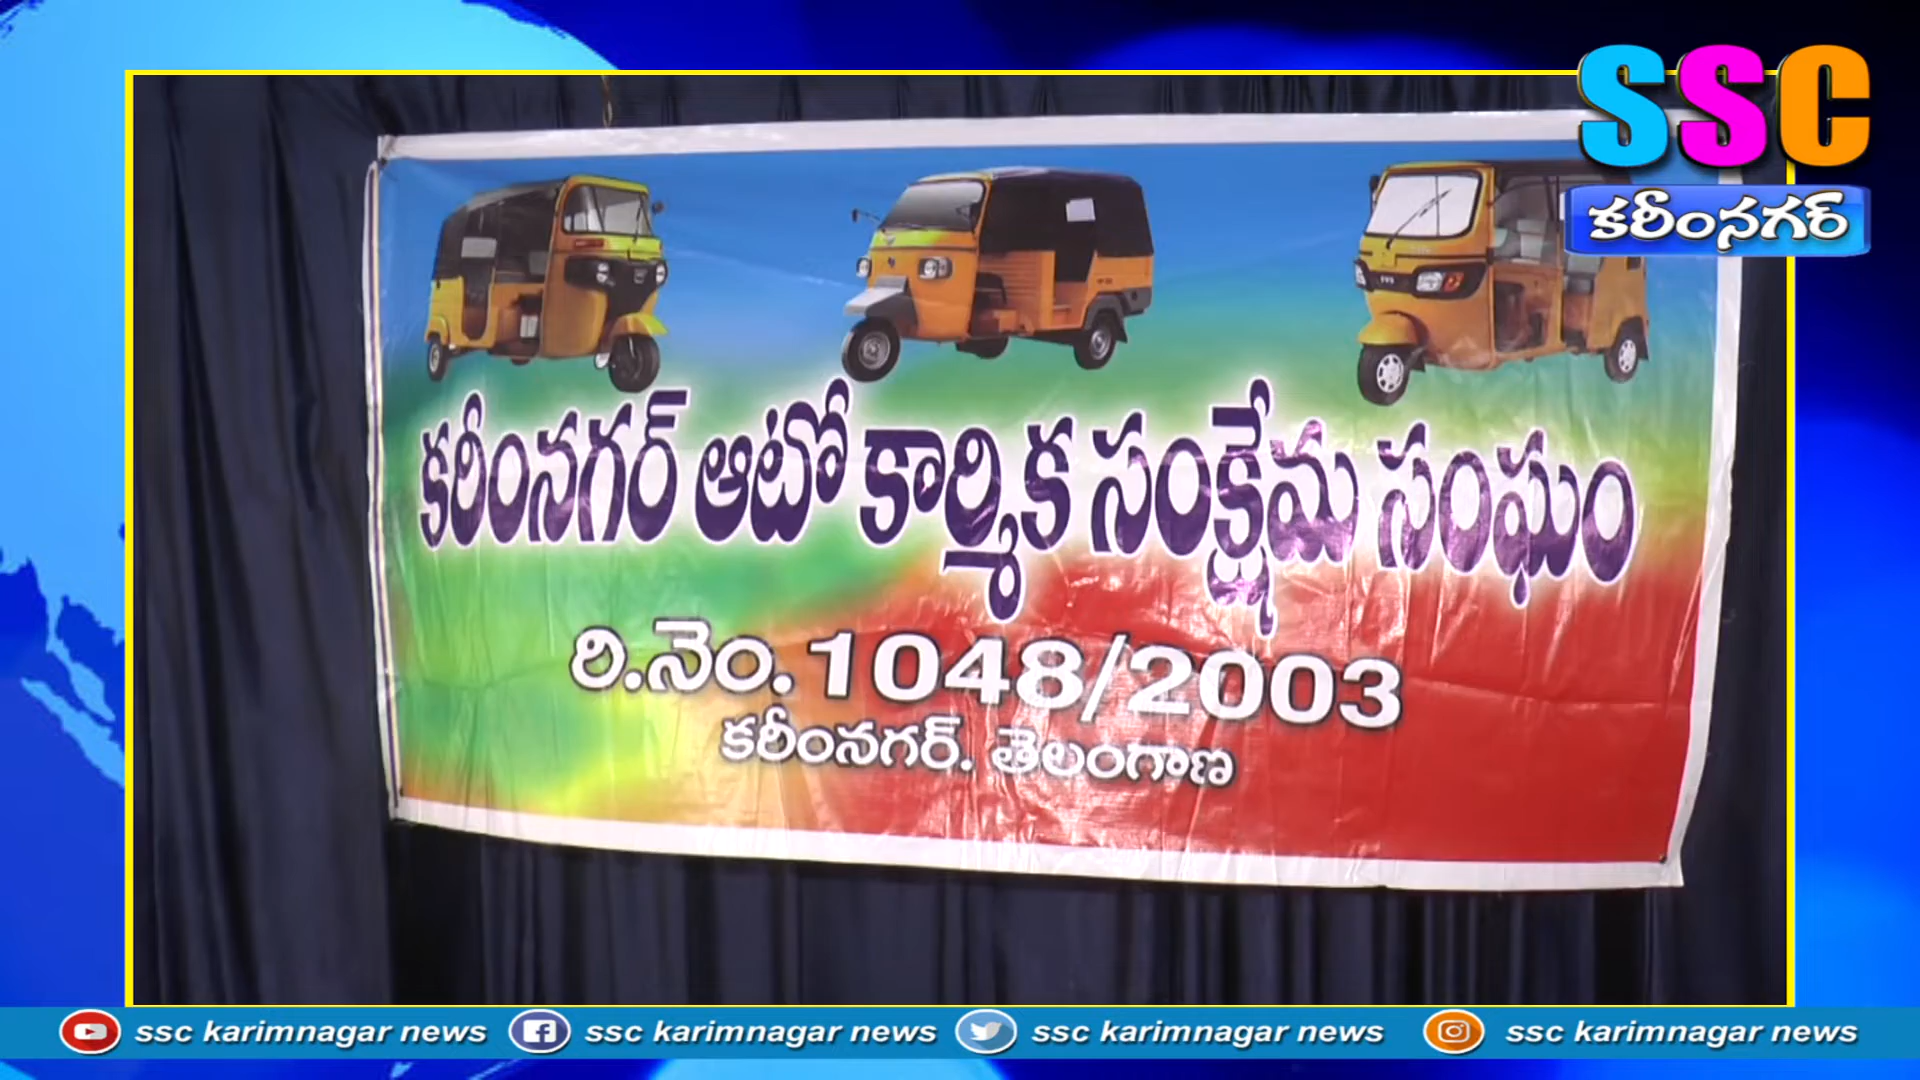 SSC
కరీంనగర్
కరీంనగర్ ఆటో కార్మిక సంక్షేమ సంఘం
రి.నెం. 1048/2003
కరీంనగర్. తెలంగాణ
ssc karimnagar news ssc karimnagar news ssc karimnagar news ssc karimnagar news